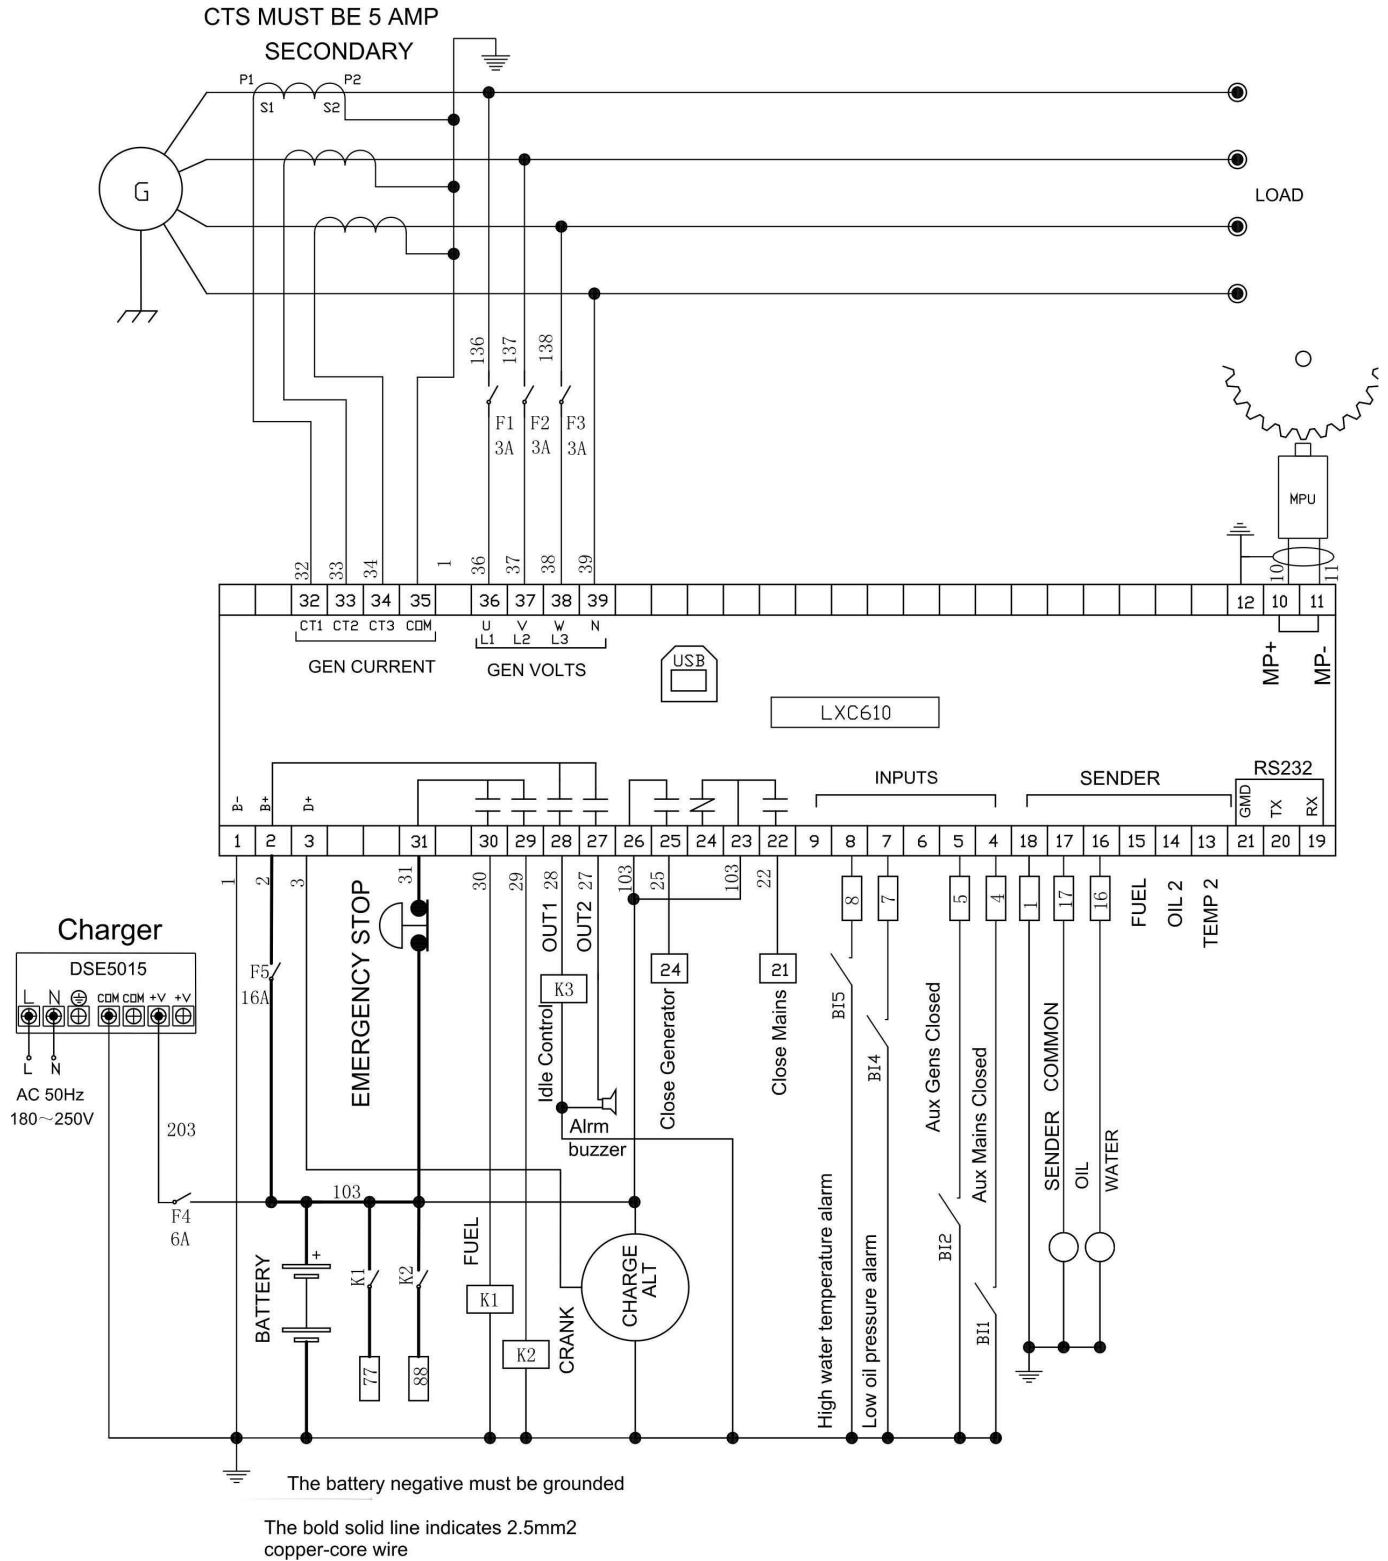 CTS MUST BE 5 AMP
SECONDARY
P1 P2
S1 S2
G
LOAD
136 137 138
F1 F2 F3
3A 3A 3A
MPU
32 33 34 1 36 37 38 39 10 11
32 33 34 35 36 37 38 39 12 10 11
CT1 CT2 CT3 COM U V W N
L1 L2 L3
GEN CURRENT GEN VOLTS
USB
MP+ MP-
LXC610
INPUTS SENDER RS232
B- B+ D+ GMD TX RX
1 2 3 31 30 29 28 27 26 25 24 23 22 9 8 7 6 5 4 18 17 16 15 14 13 21 20 19
1 2 3 31 30 29 28 27 103 25 103 22
8 7 5 4 1 17 16
EMERGENCY STOP
OUT1 OUT2
FUEL OIL 2 TEMP 2
Charger
DSE5015
L N COM COM +V +V
L N
AC 50Hz
180~250V
F5
16A
K3
24
21
Idle Control
Close Generator
Close Mains
BI5
BI4
Aux Gens Closed
Aux Mains Closed
SENDER COMMON
OIL
WATER
Alrm
buzzer
203
F4
6A
103
BATTERY
+
K1 K2
77 88
FUEL
K1
K2
CRANK
CHARGE
ALT
High water temperature alarm
Low oil pressure alarm
BI2
BI1
The battery negative must be grounded
The bold solid line indicates 2.5mm2
copper-core wire